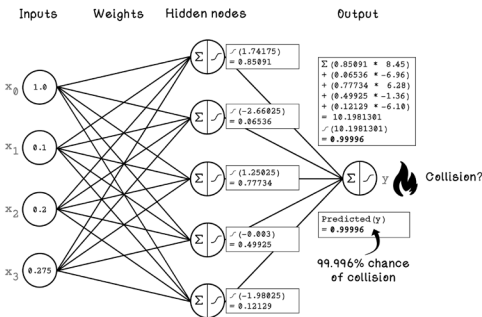 Inputs
Weights
Hidden nodes
Output
x0
1.0
x1
0.1
x2
0.2
x3
0.275
Σ
∫(1.74175)
= 0.85091
Σ
∫(-2.66025)
= 0.06536
Σ
∫(1.25025)
= 0.77734
Σ
∫(-0.003)
= 0.49925
Σ
∫(-1.98025)
= 0.12129
Σ (0.85091 * 8.45)
+ (0.06536 * -6.96)
+ (0.77734 * 6.28)
+ (0.49925 * -1.36)
+ (0.12129 * -6.10)
= 10.1981301
∫(10.1981301)
= 0.99996
Σ
y
Collision?
Predicted(y)
= 0.99996
99.996% chance
of collision